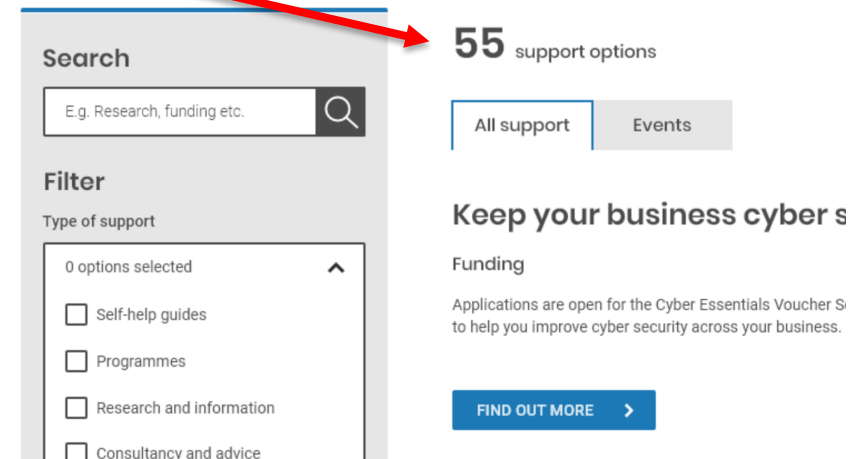 Search
E.g. Research, funding etc.
Filter
Type of support
0 options selected
Self-help guides
Programmes
Research and information
Consultancy and advice
55 support options
All support
Events
Keep your business cyber s
Funding
Applications are open for the Cyber Essentials Voucher S
to help you improve cyber security across your business.
FIND OUT MORE